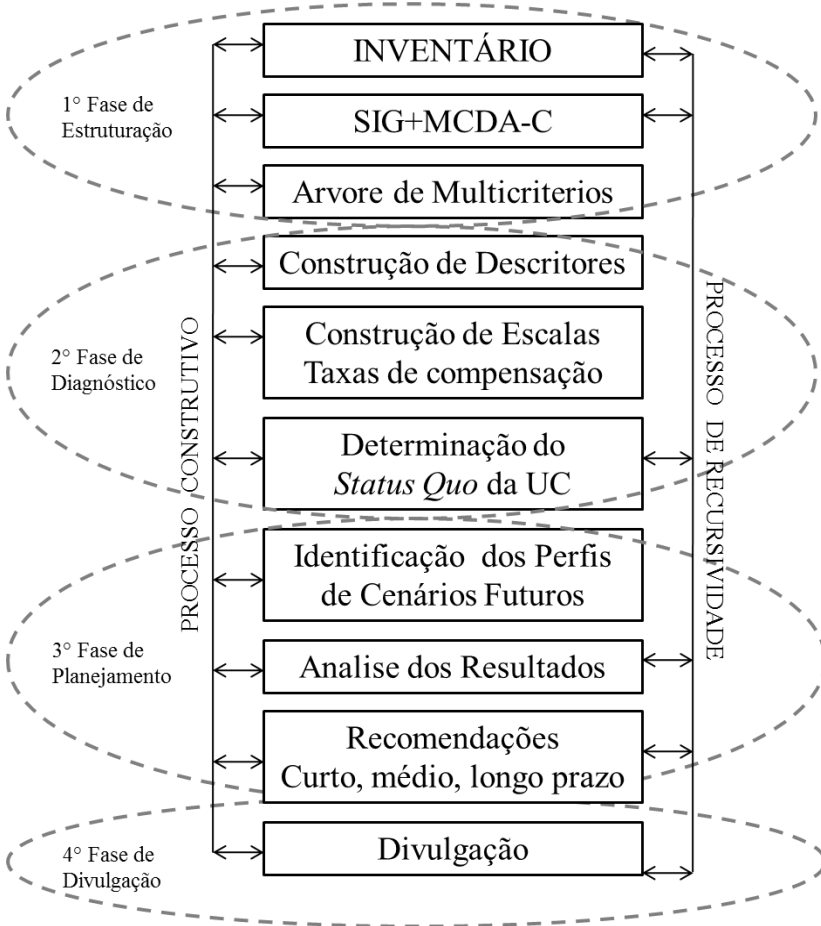 INVENTÁRIO
1° Fase de
Estruturação
SIG+MCDA-C
Arvore de Multicriterios
Construção de Descritores
2° Fase de
Diagnóstico
Construção de Escalas
Taxas de compensação
Determinação do
Status Quo da UC
PROCESSO CONSTRUTIVO
PROCESSO DE RECURSIVIDADE
Identificação dos Perfis
de Cenários Futuros
3° Fase de
Planejamento
Analise dos Resultados
Recomendações
Curto, médio, longo prazo
4° Fase de
Divulgação
Divulgação